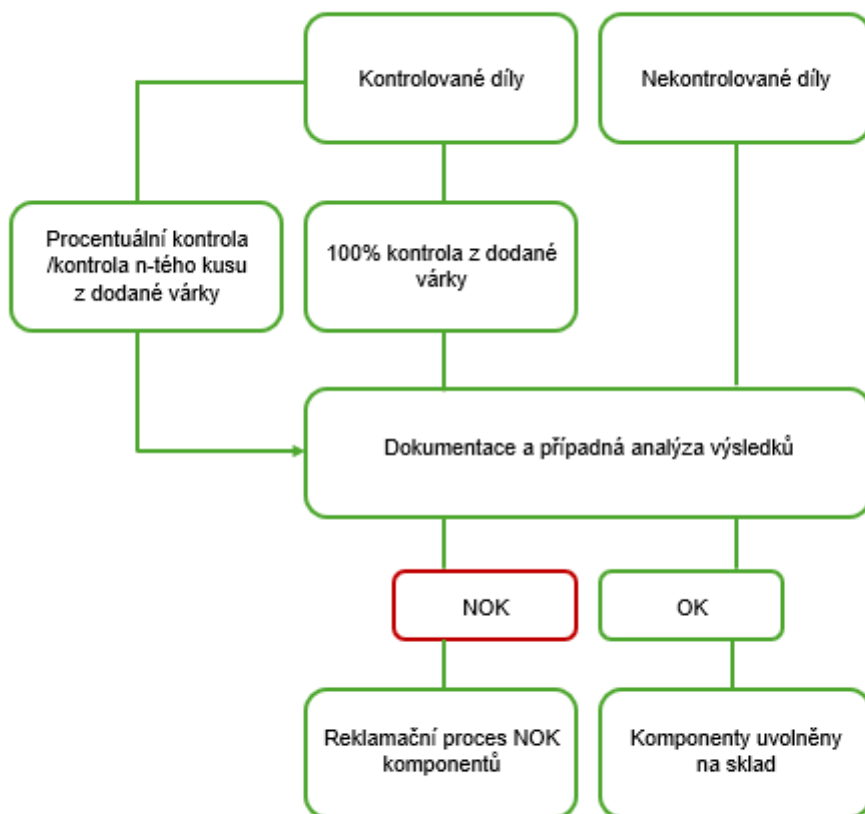 Kontrolované díly
Nekontrolované díly
Procentuální kontrola
/kontrola n-tého kusu
z dodané várky
100% kontrola z dodané
várky
Dokumentace a případná analýza výsledků
NOK
OK
Reklamační proces NOK
komponentů
Komponenty uvolněny
na sklad